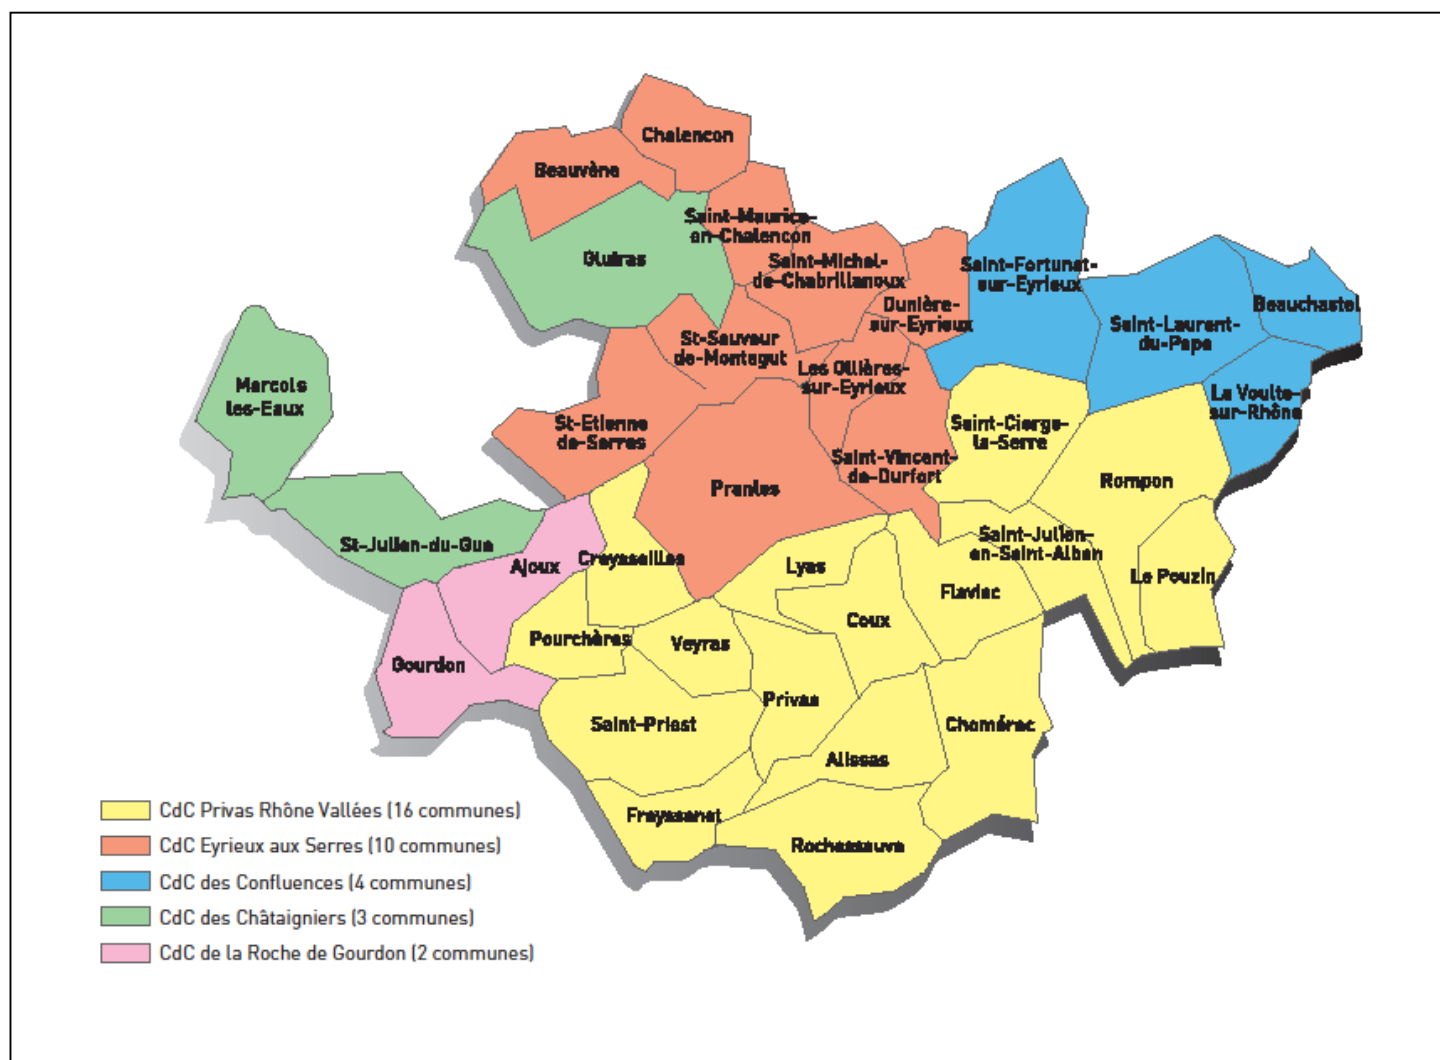 Chalencon
Beauvène
Saint-Maurice-
en-Chalencon
Gluiras
Saint-Michel-
de-Chabrillanoux
Dunière-
sur-Eyrieux
Saint-Fortunat-
sur-Eyrieux
Beauchastel
Saint-Laurent-
du-Pape
St-Sauveur
de-Montagut
Les Ollières-
sur-Eyrieux
Marcols
les-Eaux
La Voulte-
sur-Rhône
St-Etienne
de-Serres
Saint-Cierge-
la-Serre
Saint-Vincent-
de-Durfort
Pranles
Rompon
St-Julien-du-Gua
Ajoux
Creysseilles
Lyas
Saint-Julien-
en-Saint-Alban
Le Pouzin
Flaviac
Coux
Pourchères
Veyras
Gourdon
Privas
Saint-Priest
Chomérac
Alissas
Freyssenet
Rochessauve
CdC Privas Rhône Vallées (16 communes)
CdC Eyrieux aux Serres (10 communes)
CdC des Confluences (4 communes)
CdC des Châtaigniers (3 communes)
CdC de la Roche de Gourdon (2 communes)